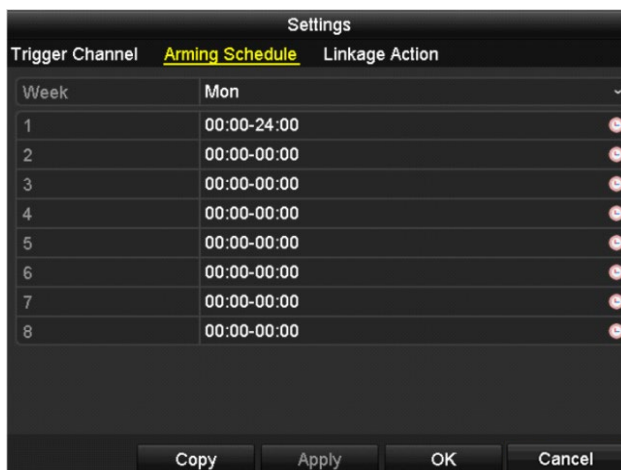 Settings
Trigger Channel Arming Schedule Linkage Action
Week Mon
1 00:00-24:00
2 00:00-00:00
3 00:00-00:00
4 00:00-00:00
5 00:00-00:00
6 00:00-00:00
7 00:00-00:00
8 00:00-00:00
Copy Apply OK Cancel